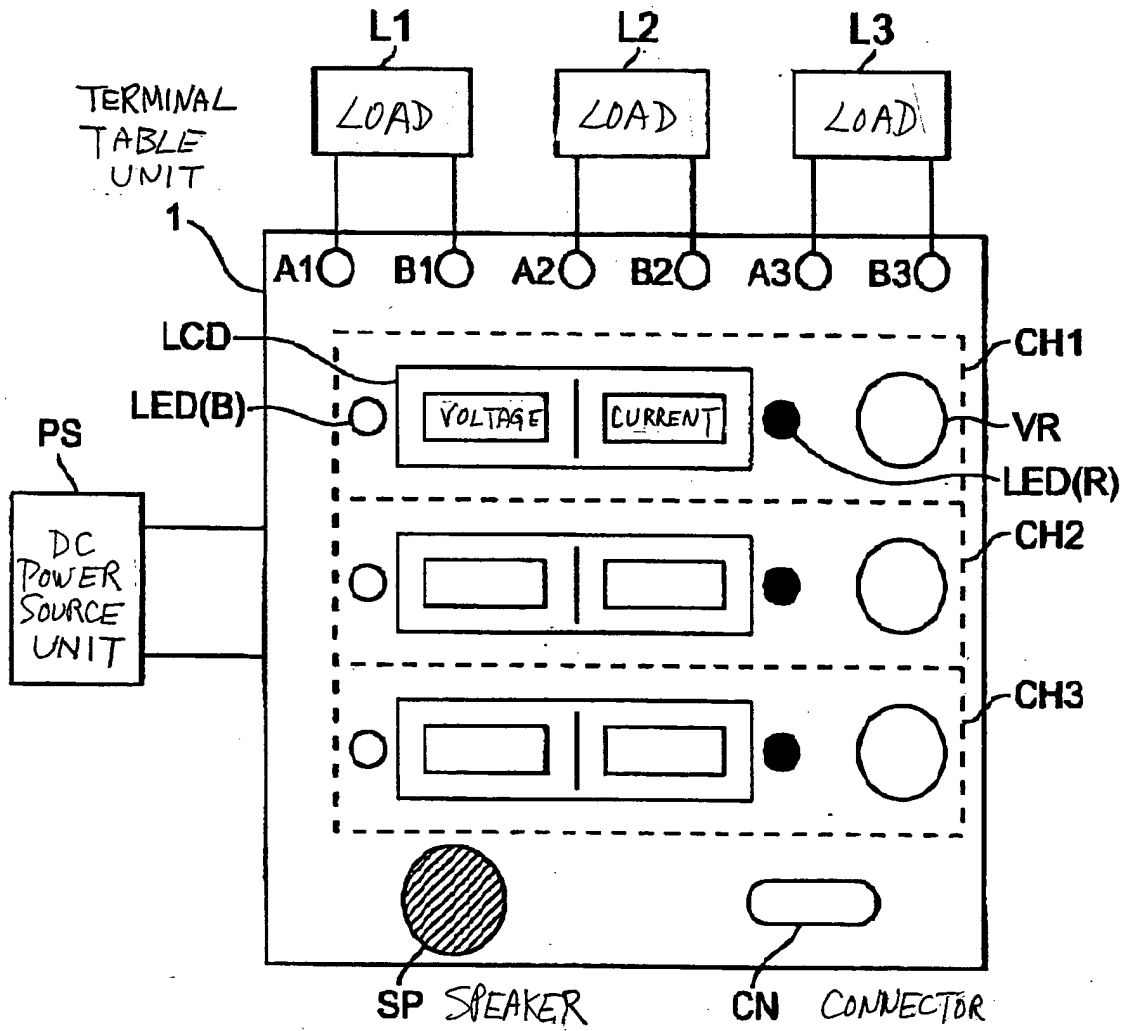 L1
L2
L3
LOAD
LOAD
LOAD
TERMINAL
TABLE
UNIT
1
A1
B1
A2
B2
A3
B3
LCD
CH1
LED(B)
VOLTAGE
CURRENT
VR
LED(R)
PS
DC
POWER
SOURCE
UNIT
CH2
CH3
SP SPEAKER
CN CONNECTOR